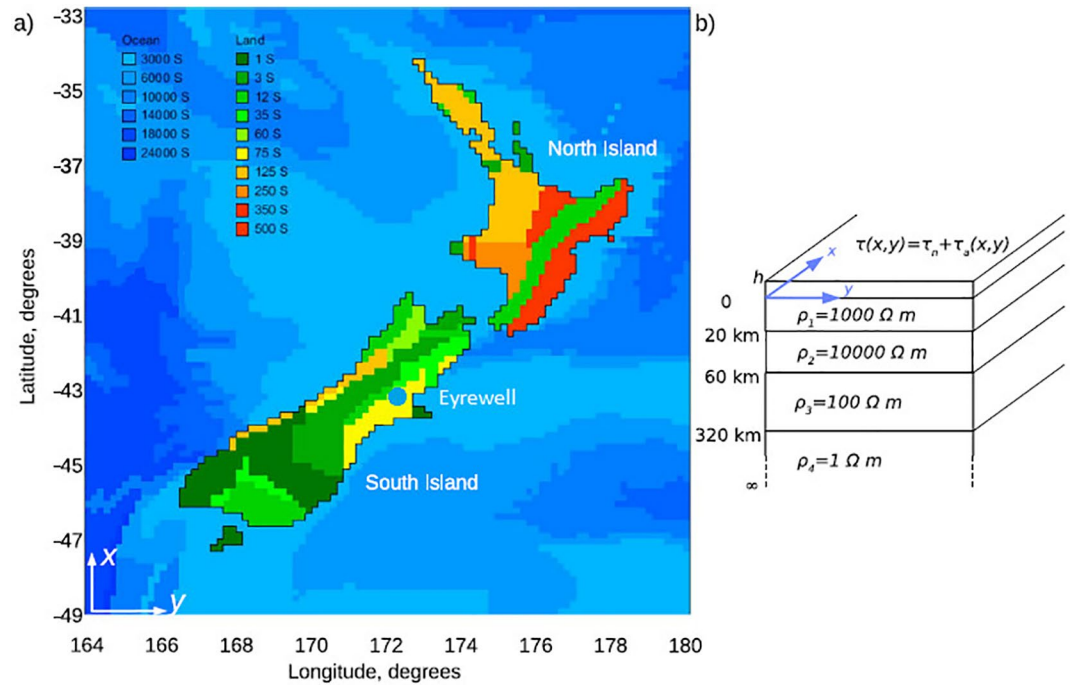 a)
b)
−33
−35
−37
−39
−41
−43
−45
−47
−49
Latitude, degrees
Ocean
3000 S
6000 S
10000 S
14000 S
18000 S
24000 S
Land
1 S
3 S
12 S
35 S
60 S
75 S
125 S
250 S
350 S
500 S
North Island
Eyrewell
South Island
x
y
164 166 168 170 172 174 176 178 180
Longitude, degrees
τ(x,y)=τₙ+τₐ(x,y)
x
h
y
0
ρ₁=1000 Ω m
20 km
ρ₂=10000 Ω m
60 km
ρ₃=100 Ω m
320 km
ρ₄=1 Ω m
∞